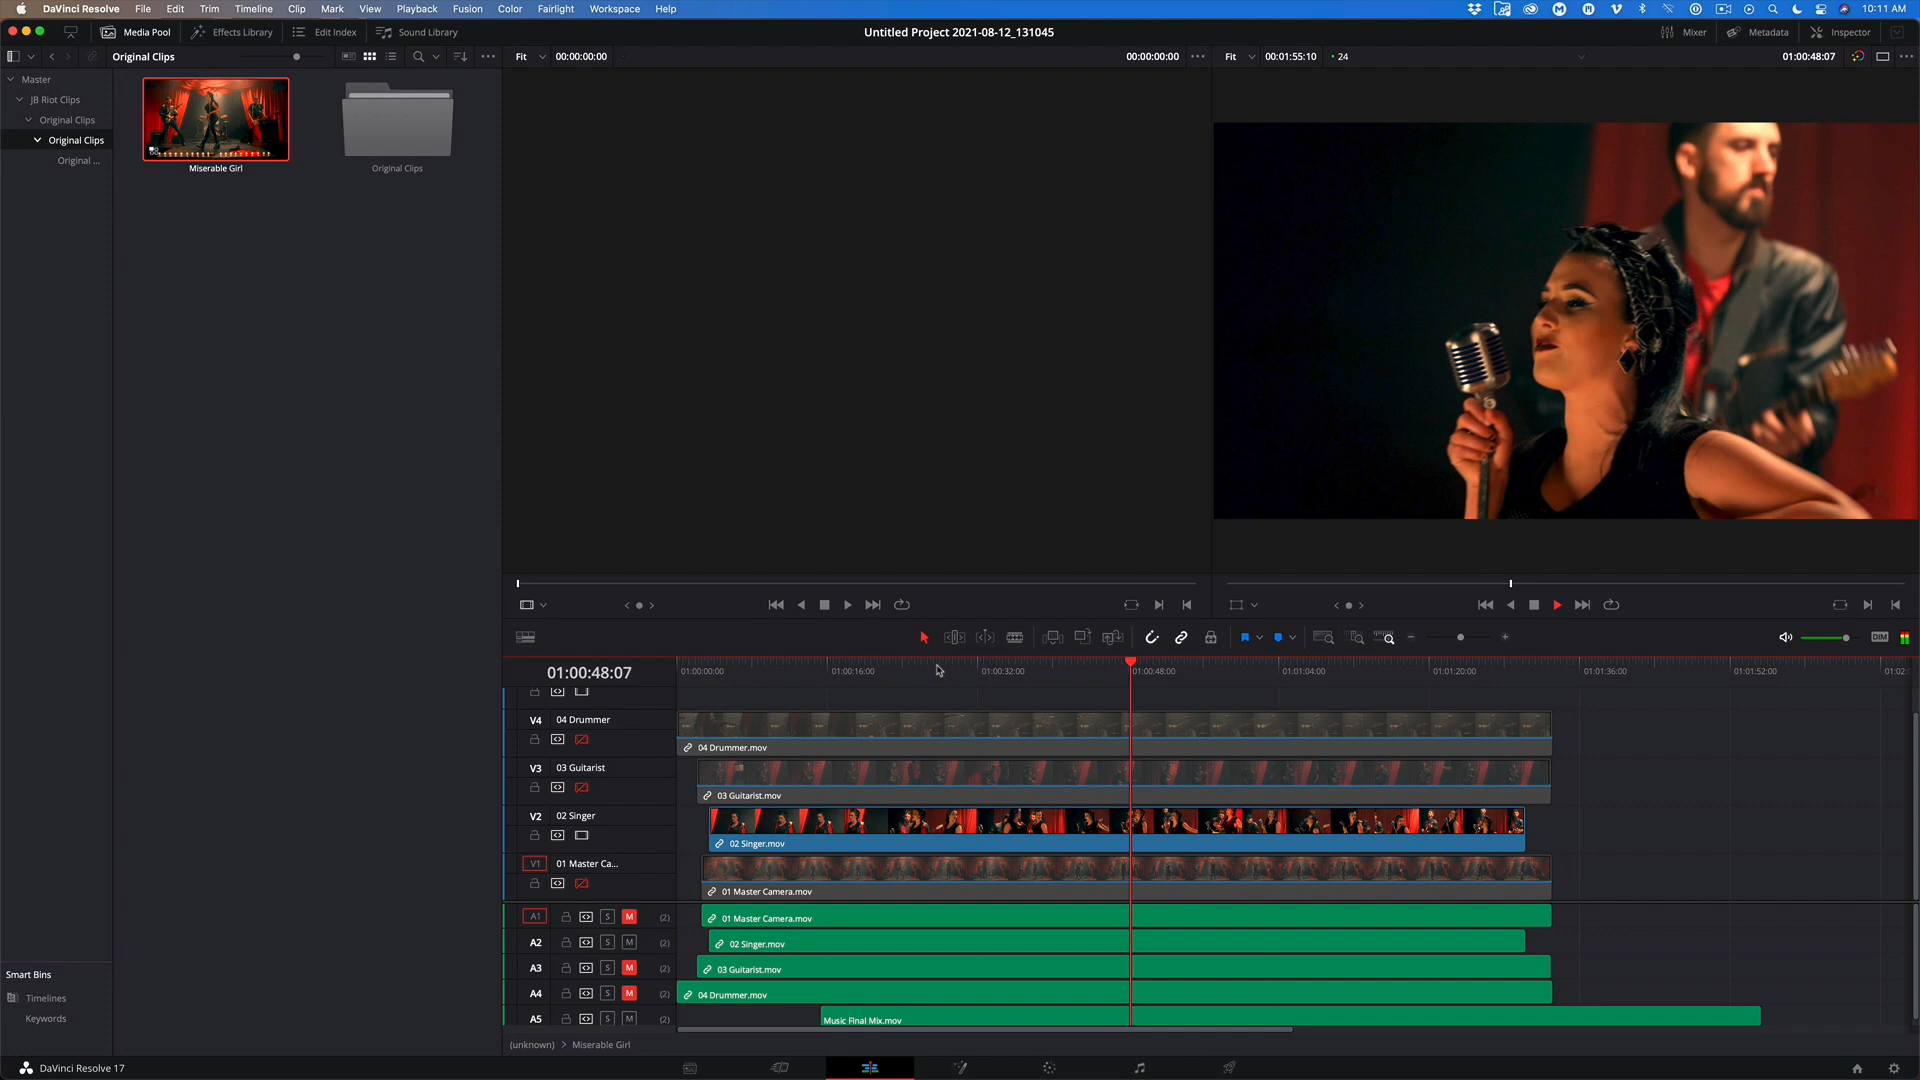 DaVinci Resolve File Edit Trim Timeline Clip Mark View Playback Fusion Color Fairlight Workspace Help 10:11 AM
Media Pool Effects Library Edit Index Sound Library Untitled Project 2021-08-12_131045 Mixer Metadata Inspector
Original Clips Fit 00:00:00:00 00:00:00:00 Fit 00:01:55:10 24 01:00:48:07
Master
JB Riot Clips
Original Clips
Original Clips
Original ...
Miserable Girl Original Clips
DIM
01:00:48:07 01:00:00:00 01:00:16:00 01:00:32:00 01:00:48:00 01:01:04:00 01:01:20:00 01:01:36:00 01:01:52:00 01:02:
V4 04 Drummer
04 Drummer.mov
V3 03 Guitarist
03 Guitarist.mov
V2 02 Singer
02 Singer.mov
V1 01 Master Ca...
01 Master Camera.mov
A1 S M (2) 01 Master Camera.mov
A2 S M (2) 02 Singer.mov
A3 S M (2) 03 Guitarist.mov
A4 S M (2) 04 Drummer.mov
A5 S M (2) Music FInal Mix.mov
Smart Bins
Timelines
Keywords
(unknown) > Miserable Girl
DaVinci Resolve 17